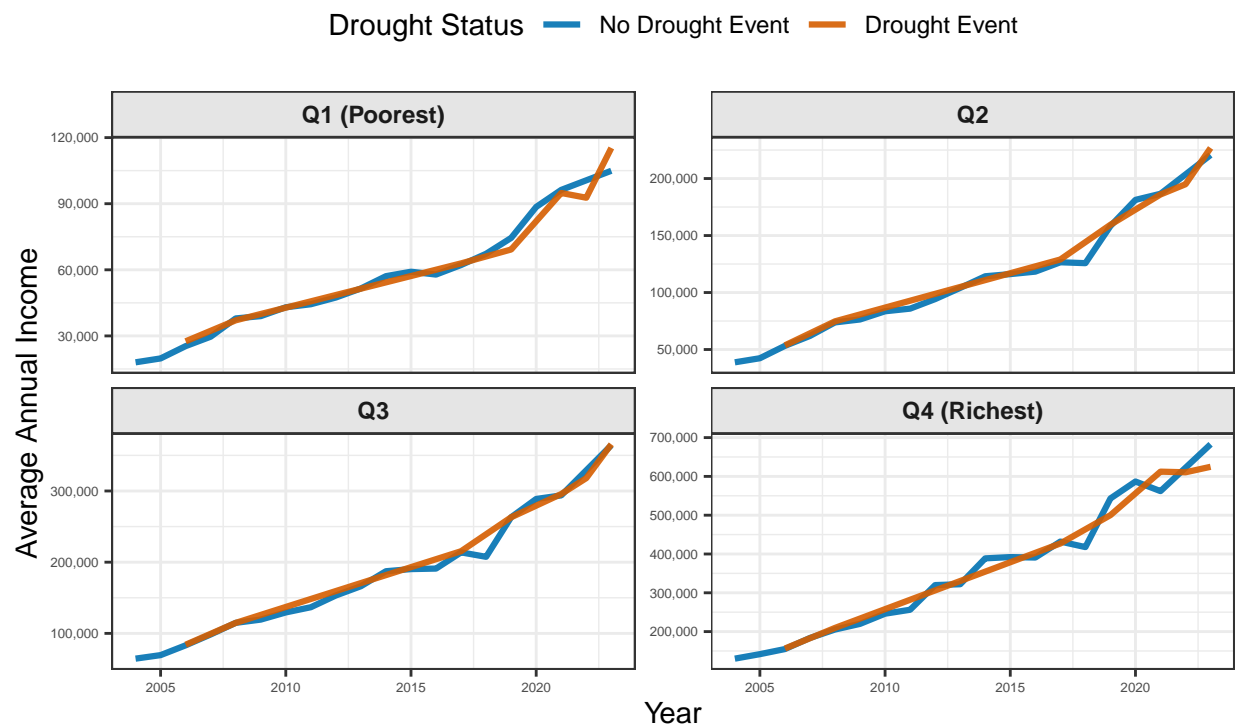 Drought Status No Drought Event Drought Event
Q1 (Poorest) Q2
120,000
90,000
60,000
30,000
200,000
150,000
100,000
50,000
Q3 Q4 (Richest)
300,000
200,000
100,000
700,000
600,000
500,000
400,000
300,000
200,000
2005 2010 2015 2020 2005 2010 2015 2020
Year
Average Annual Income